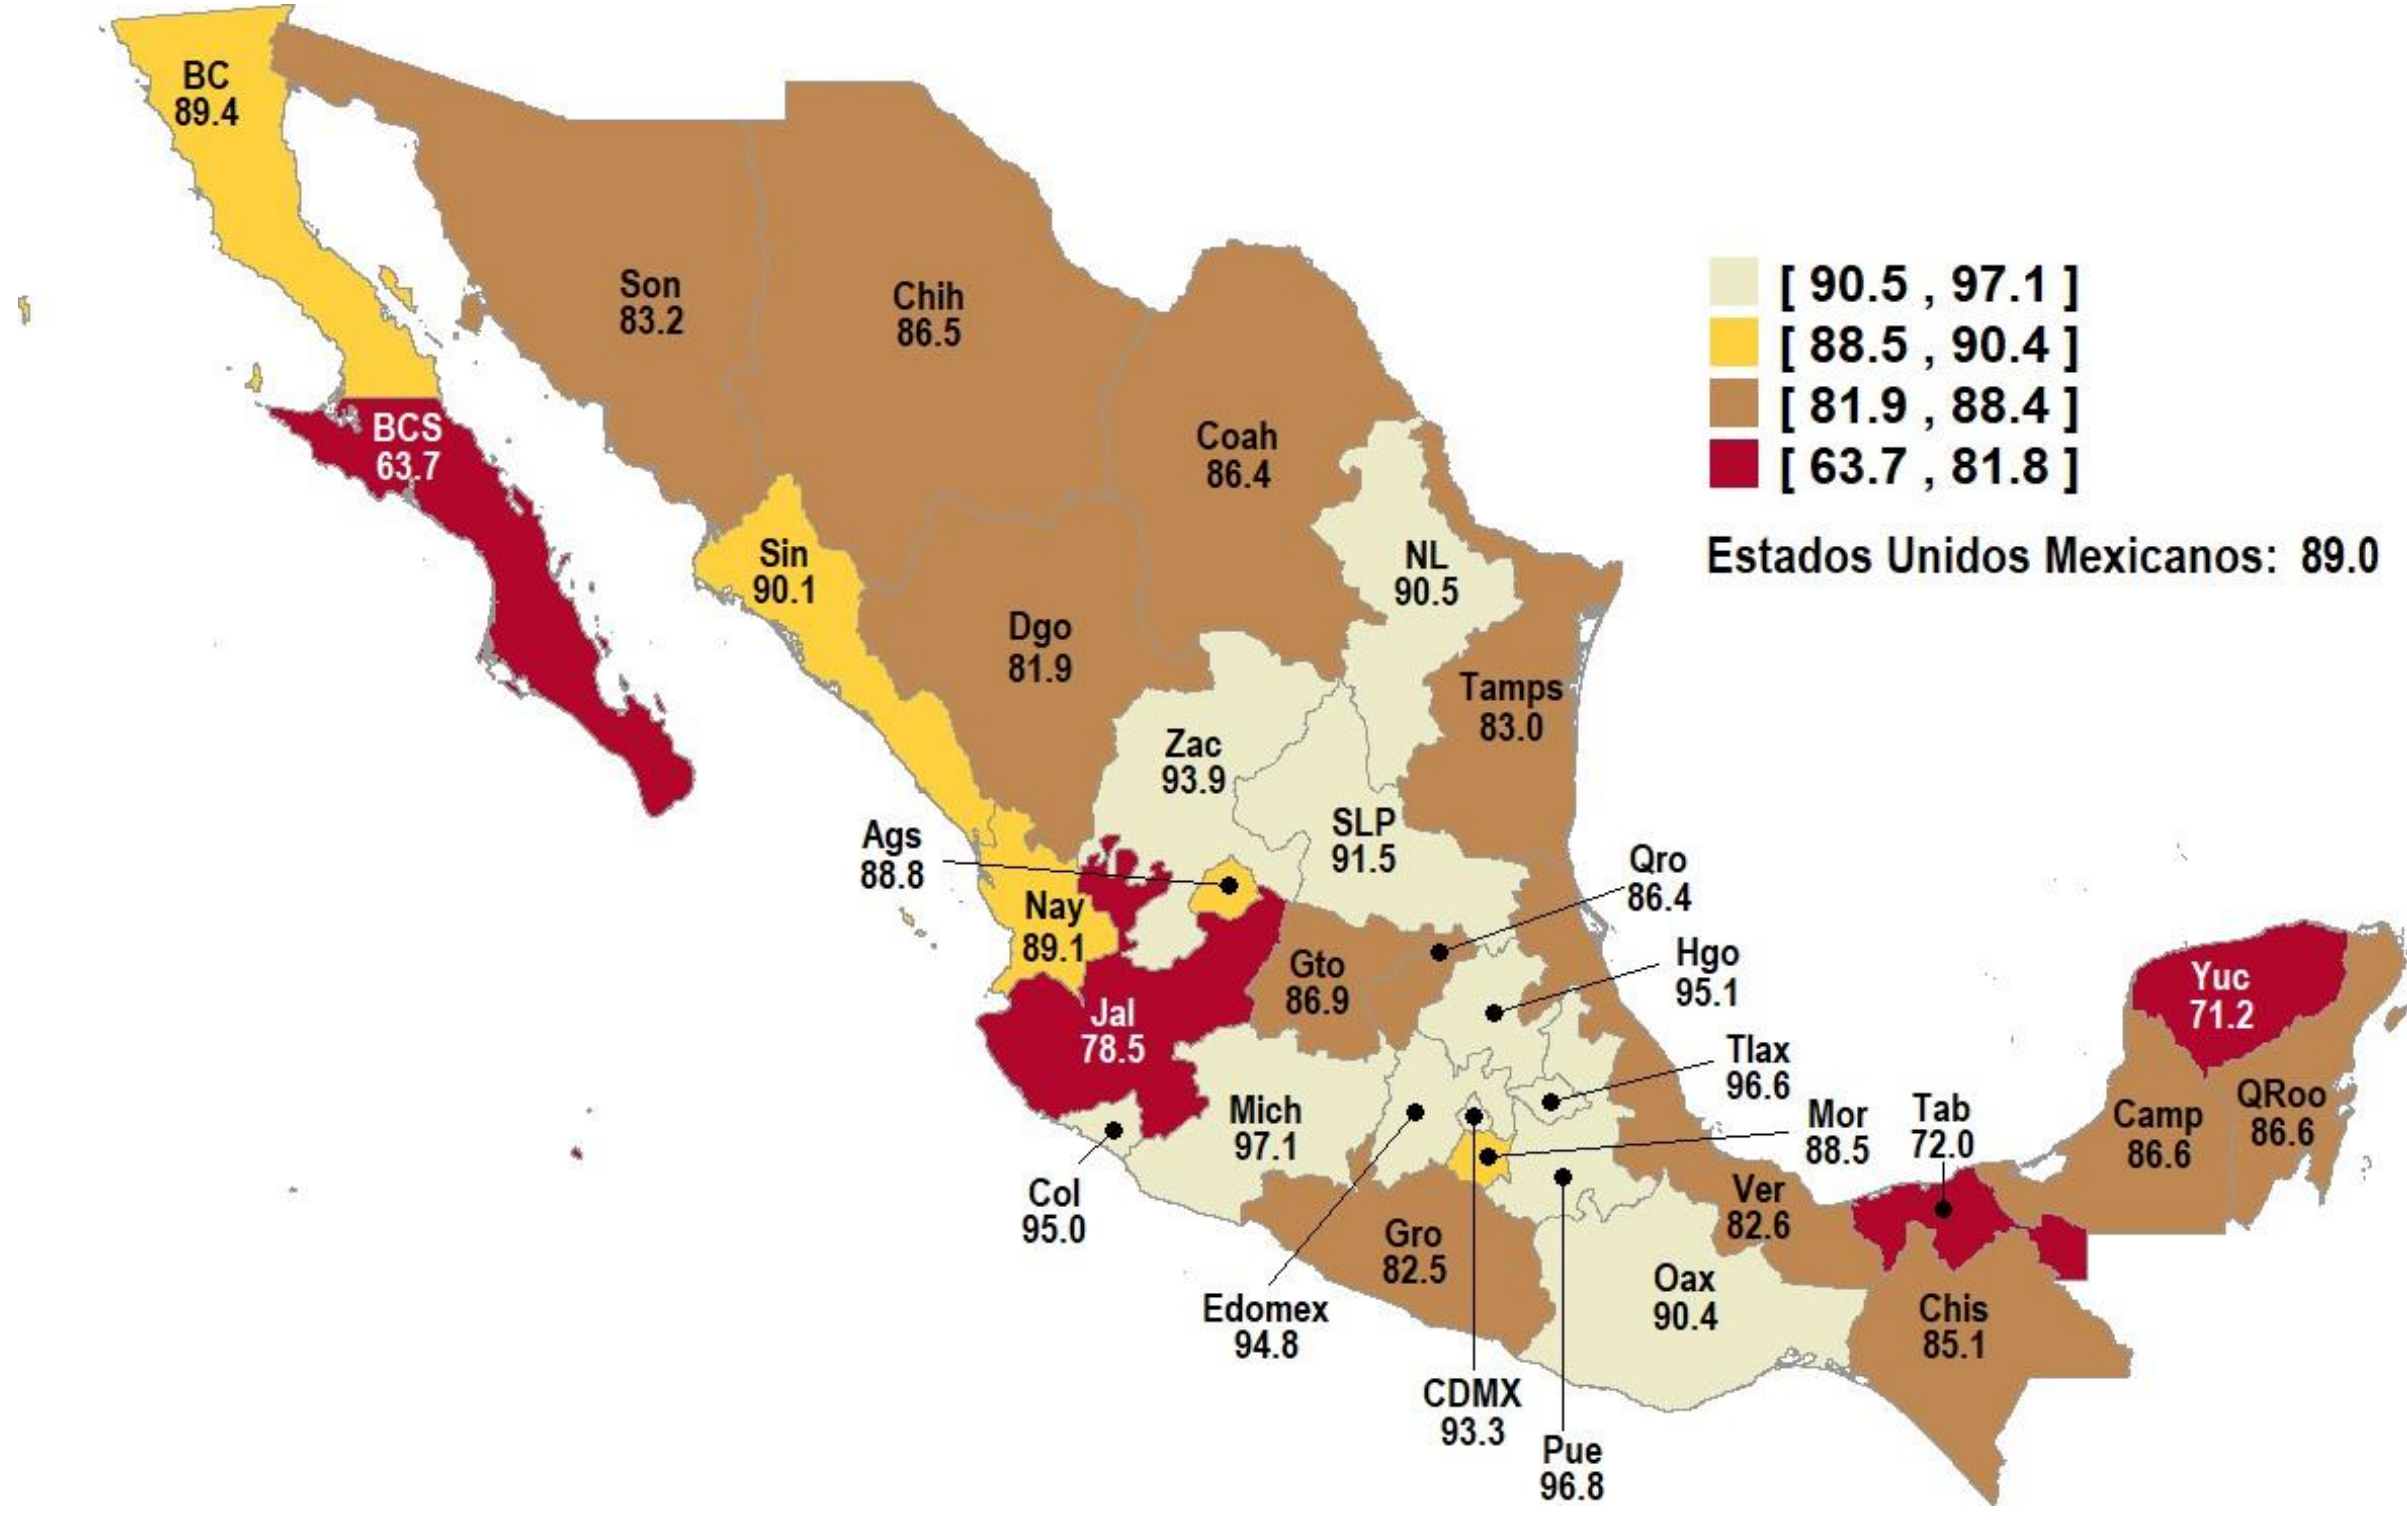 BC
89.4
BCS
63.7
Son
83.2
Chih
86.5
Coah
86.4
Sin
90.1
Dgo
81.9
NL
90.5
Tamps
83.0
Zac
93.9
SLP
91.5
Ags
88.8
Nay
89.1
Jal
78.5
Gto
86.9
Qro
86.4
Hgo
95.1
Tlax
96.6
Mor
88.5
Mich
97.1
Col
95.0
Edomex
94.8
CDMX
93.3
Pue
96.8
Gro
82.5
Oax
90.4
Ver
82.6
Tab
72.0
Chis
85.1
Camp
86.6
QRoo
86.6
Yuc
71.2
[ 90.5 , 97.1 ]
[ 88.5 , 90.4 ]
[ 81.9 , 88.4 ]
[ 63.7 , 81.8 ]
Estados Unidos Mexicanos: 89.0